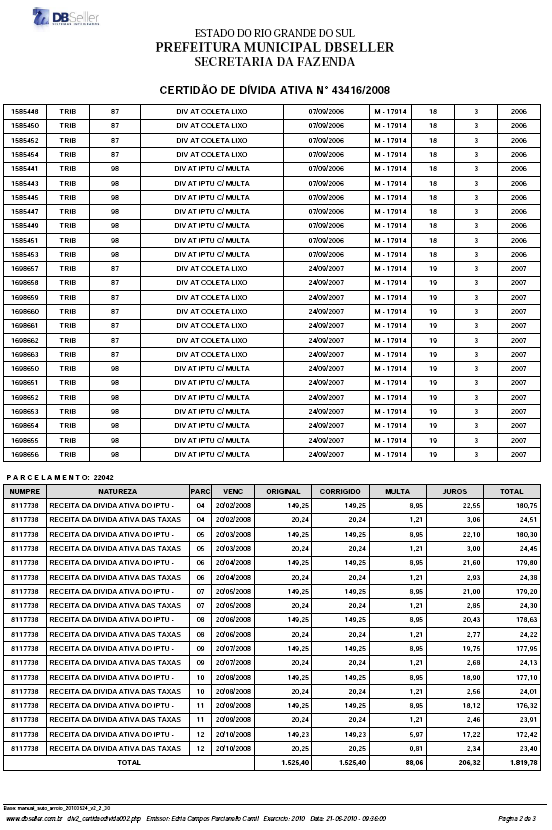 DBSeller
SISTEMAS INTEGRADOS
ESTADO DO RIO GRANDE DO SUL
PREFEITURA MUNICIPAL DBSELLER
SECRETARIA DA FAZENDA
CERTIDÃO DE DÍVIDA ATIVA N° 43416/2008
1585448 TRIB 87 DIV AT COLETA LIXO 07/09/2006 M - 17914 18 3 2006
1585450 TRIB 87 DIV AT COLETA LIXO 07/09/2006 M - 17914 18 3 2006
1585452 TRIB 87 DIV AT COLETA LIXO 07/09/2006 M - 17914 18 3 2006
1585454 TRIB 87 DIV AT COLETA LIXO 07/09/2006 M - 17914 18 3 2006
1585441 TRIB 98 DIV AT IPTU C/ MULTA 07/09/2006 M - 17914 18 3 2006
1585443 TRIB 98 DIV AT IPTU C/ MULTA 07/09/2006 M - 17914 18 3 2006
1585445 TRIB 98 DIV AT IPTU C/ MULTA 07/09/2006 M - 17914 18 3 2006
1585447 TRIB 98 DIV AT IPTU C/ MULTA 07/09/2006 M - 17914 18 3 2006
1585449 TRIB 98 DIV AT IPTU C/ MULTA 07/09/2006 M - 17914 18 3 2006
1585451 TRIB 98 DIV AT IPTU C/ MULTA 07/09/2006 M - 17914 18 3 2006
1585453 TRIB 98 DIV AT IPTU C/ MULTA 07/09/2006 M - 17914 18 3 2006
1698657 TRIB 87 DIV AT COLETA LIXO 24/09/2007 M - 17914 19 3 2007
1698658 TRIB 87 DIV AT COLETA LIXO 24/09/2007 M - 17914 19 3 2007
1698659 TRIB 87 DIV AT COLETA LIXO 24/09/2007 M - 17914 19 3 2007
1698660 TRIB 87 DIV AT COLETA LIXO 24/09/2007 M - 17914 19 3 2007
1698661 TRIB 87 DIV AT COLETA LIXO 24/09/2007 M - 17914 19 3 2007
1698662 TRIB 87 DIV AT COLETA LIXO 24/09/2007 M - 17914 19 3 2007
1698663 TRIB 87 DIV AT COLETA LIXO 24/09/2007 M - 17914 19 3 2007
1698650 TRIB 98 DIV AT IPTU C/ MULTA 24/09/2007 M - 17914 19 3 2007
1698651 TRIB 98 DIV AT IPTU C/ MULTA 24/09/2007 M - 17914 19 3 2007
1698652 TRIB 98 DIV AT IPTU C/ MULTA 24/09/2007 M - 17914 19 3 2007
1698653 TRIB 98 DIV AT IPTU C/ MULTA 24/09/2007 M - 17914 19 3 2007
1698654 TRIB 98 DIV AT IPTU C/ MULTA 24/09/2007 M - 17914 19 3 2007
1698655 TRIB 98 DIV AT IPTU C/ MULTA 24/09/2007 M - 17914 19 3 2007
1698656 TRIB 98 DIV AT IPTU C/ MULTA 24/09/2007 M - 17914 19 3 2007
PARCELAMENTO: 22042
NUMPRE NATUREZA PARC VENC ORIGINAL CORRIGIDO MULTA JUROS TOTAL
8117738 RECEITA DA DIVIDA ATIVA DO IPTU - 04 20/02/2008 149,25 149,25 8,95 22,55 180,75
8117738 RECEITA DA DIVIDA ATIVA DAS TAXAS 04 20/02/2008 20,24 20,24 1,21 3,06 24,51
8117738 RECEITA DA DIVIDA ATIVA DO IPTU - 05 20/03/2008 149,25 149,25 8,95 22,10 180,30
8117738 RECEITA DA DIVIDA ATIVA DAS TAXAS 05 20/03/2008 20,24 20,24 1,21 3,00 24,45
8117738 RECEITA DA DIVIDA ATIVA DO IPTU - 06 20/04/2008 149,25 149,25 8,95 21,60 179,80
8117738 RECEITA DA DIVIDA ATIVA DAS TAXAS 06 20/04/2008 20,24 20,24 1,21 2,93 24,38
8117738 RECEITA DA DIVIDA ATIVA DO IPTU - 07 20/05/2008 149,25 149,25 8,95 21,00 179,20
8117738 RECEITA DA DIVIDA ATIVA DAS TAXAS 07 20/05/2008 20,24 20,24 1,21 2,85 24,30
8117738 RECEITA DA DIVIDA ATIVA DO IPTU - 08 20/06/2008 149,25 149,25 8,95 20,43 178,63
8117738 RECEITA DA DIVIDA ATIVA DAS TAXAS 08 20/06/2008 20,24 20,24 1,21 2,77 24,22
8117738 RECEITA DA DIVIDA ATIVA DO IPTU - 09 20/07/2008 149,25 149,25 8,95 19,75 177,95
8117738 RECEITA DA DIVIDA ATIVA DAS TAXAS 09 20/07/2008 20,24 20,24 1,21 2,68 24,13
8117738 RECEITA DA DIVIDA ATIVA DO IPTU - 10 20/08/2008 149,25 149,25 8,95 18,90 177,10
8117738 RECEITA DA DIVIDA ATIVA DAS TAXAS 10 20/08/2008 20,24 20,24 1,21 2,56 24,01
8117738 RECEITA DA DIVIDA ATIVA DO IPTU - 11 20/09/2008 149,25 149,25 8,95 18,12 176,32
8117738 RECEITA DA DIVIDA ATIVA DAS TAXAS 11 20/09/2008 20,24 20,24 1,21 2,46 23,91
8117738 RECEITA DA DIVIDA ATIVA DO IPTU - 12 20/10/2008 149,23 149,23 5,97 17,22 172,42
8117738 RECEITA DA DIVIDA ATIVA DAS TAXAS 12 20/10/2008 20,25 20,25 0,81 2,34 23,40
TOTAL 1.525,40 1.525,40 88,06 206,32 1.819,78
Base: manual_auto_arroio_20100524_v2_2_30
www.dbseller.com.br div2_certidaodivida002.php Emissor: Edria Campos Parcianello Camil Exercício: 2010 Data: 21-06-2010 - 09:36:00 Página 2 de 3